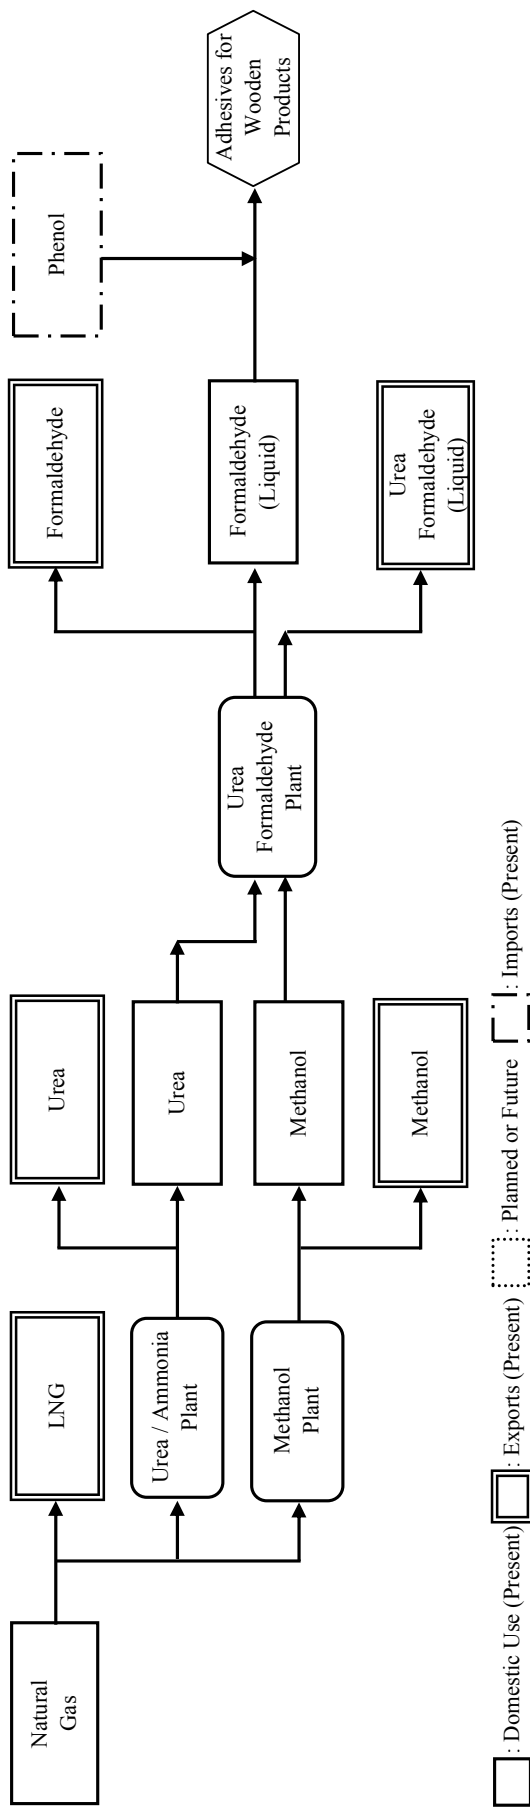 Natural
Gas
LNG
Urea / Ammonia
Plant
Methanol
Plant
Urea
Urea
Methanol
Methanol
Urea
Formaldehyde
Plant
Formaldehyde
Formaldehyde
(Liquid)
Urea
Formaldehyde
(Liquid)
Phenol
Adhesives for
Wooden
Products
: Domestic Use (Present)
: Exports (Present)
: Planned or Future
: Imports (Present)